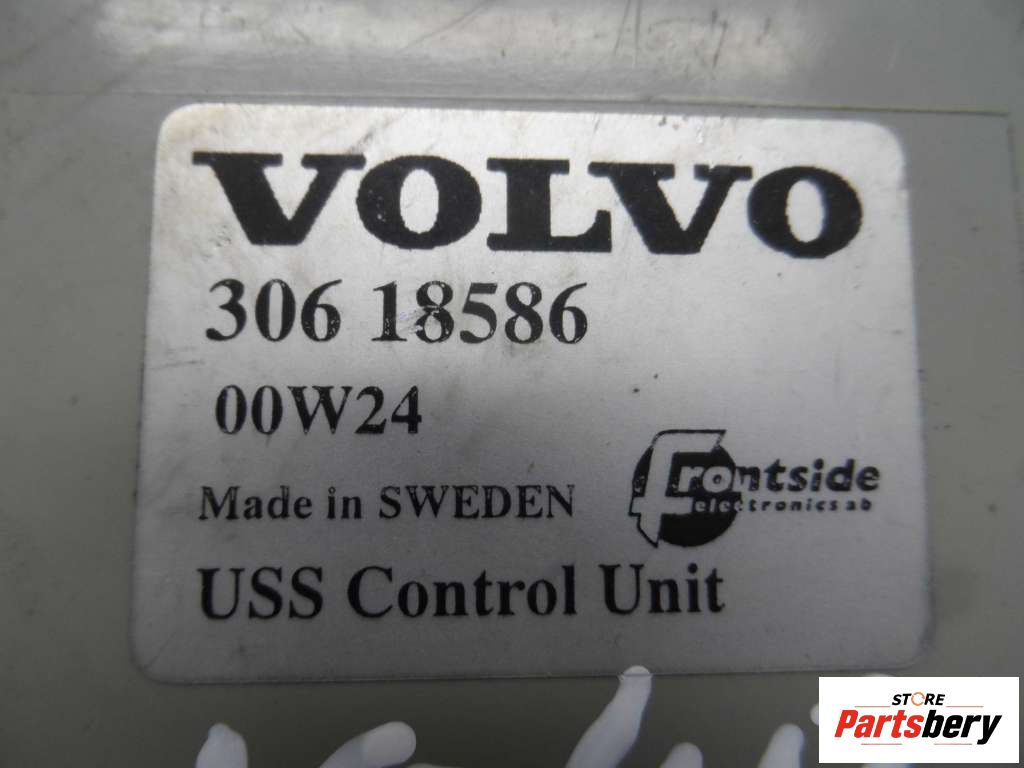 VOLVO
306 18586
00W24
Made in SWEDEN
Frontside
electronics ab
USS Control Unit
STORE
Partsbery